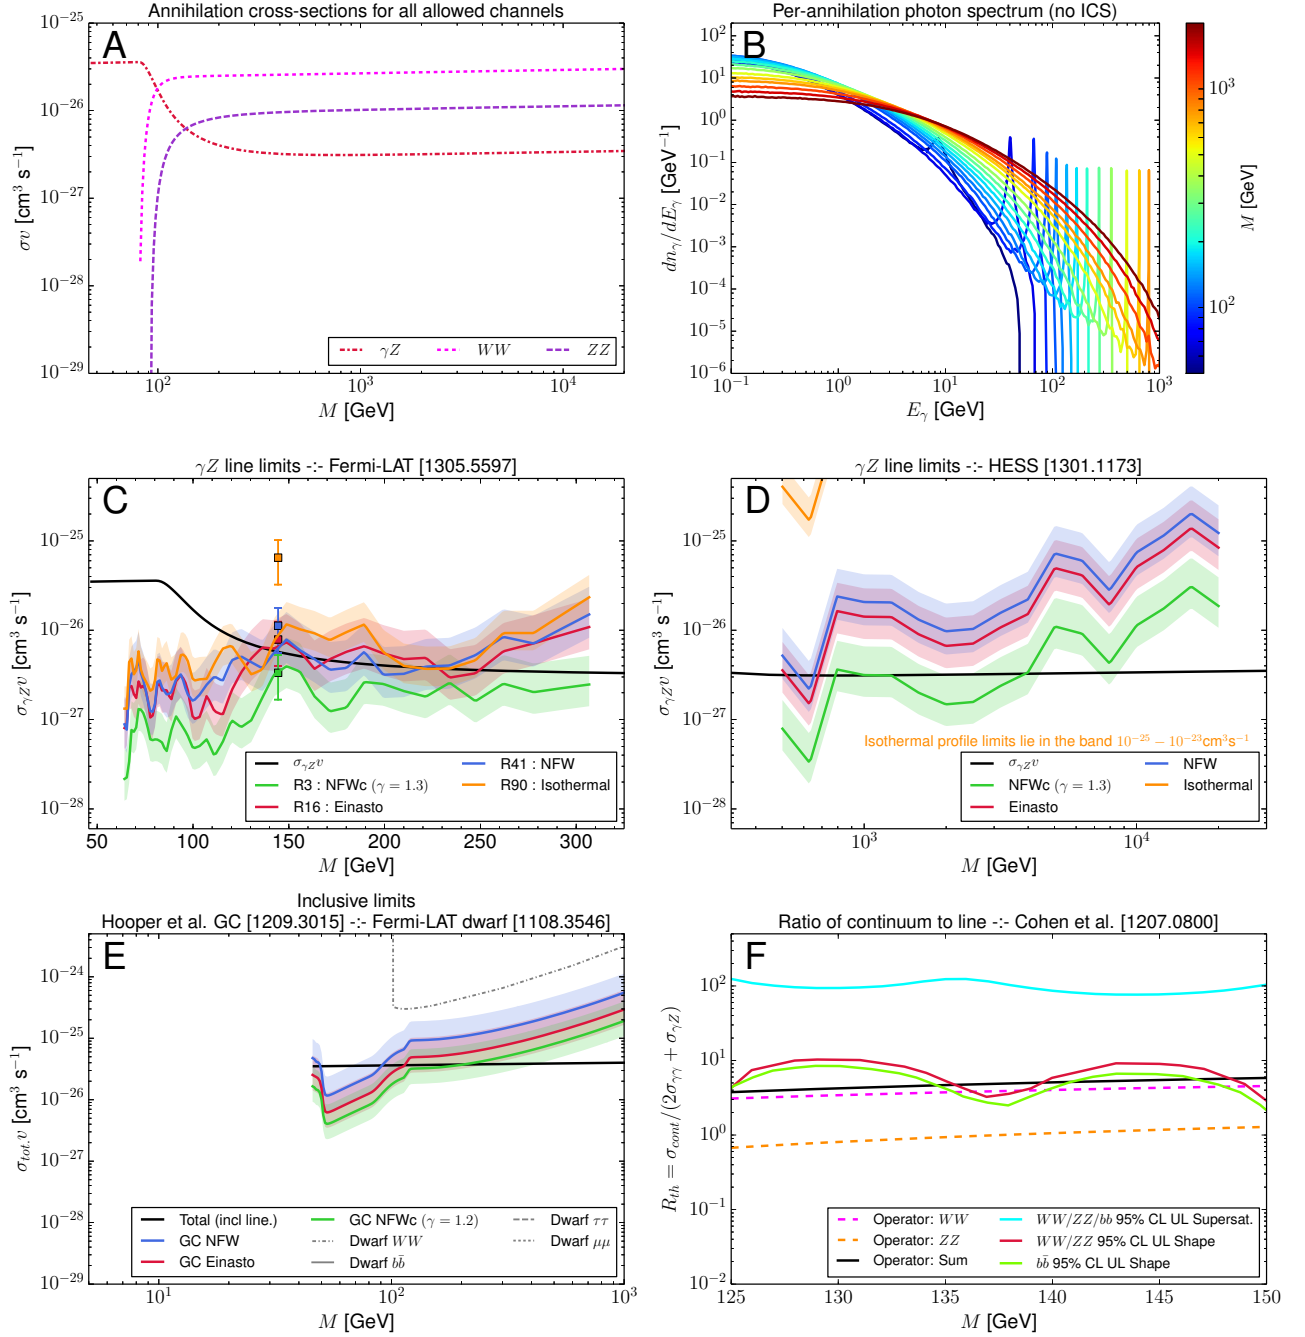 Annihilation cross-sections for all allowed channels
A
σv [cm³ s⁻¹]
10⁻²⁵
10⁻²⁶
10⁻²⁷
10⁻²⁸
10⁻²⁹
γZ WW ZZ
10² 10³ 10⁴
M [GeV]
Per-annihilation photon spectrum (no ICS)
B
dnγ/dEγ [GeV⁻¹]
10²
10¹
10⁰
10⁻¹
10⁻²
10⁻³
10⁻⁴
10⁻⁵
10⁻⁶
10⁻¹ 10⁰ 10¹ 10² 10³
Eγ [GeV]
10³
10²
M [GeV]
γZ line limits -:- Fermi-LAT [1305.5597]
C
σγZ v [cm³ s⁻¹]
10⁻²⁵
10⁻²⁶
10⁻²⁷
10⁻²⁸
σγZ v
R3 : NFWc (γ = 1.3)
R16 : Einasto
R41 : NFW
R90 : Isothermal
50 100 150 200 250 300
M [GeV]
γZ line limits -:- HESS [1301.1173]
D
σγZ v [cm³ s⁻¹]
10⁻²⁵
10⁻²⁶
10⁻²⁷
10⁻²⁸
Isothermal profile limits lie in the band 10⁻²⁵ − 10⁻²³cm³s⁻¹
σγZ v
NFWc (γ = 1.3)
Einasto
NFW
Isothermal
10³ 10⁴
M [GeV]
Inclusive limits
Hooper et al. GC [1209.3015] -:- Fermi-LAT dwarf [1108.3546]
E
σtot. v [cm³ s⁻¹]
10⁻²⁴
10⁻²⁵
10⁻²⁶
10⁻²⁷
10⁻²⁸
10⁻²⁹
Total (incl line.)
GC NFW
GC Einasto
GC NFWc (γ = 1.2)
Dwarf WW
Dwarf bb̄
Dwarf ττ
Dwarf μμ
10¹ 10² 10³
M [GeV]
Ratio of continuum to line -:- Cohen et al. [1207.0800]
F
Rth = σcont/(2σγγ + σγZ)
10²
10¹
10⁰
10⁻¹
10⁻²
Operator: WW
Operator: ZZ
Operator: Sum
WW/ZZ/bb̄ 95% CL UL Supersat.
WW/ZZ 95% CL UL Shape
bb̄ 95% CL UL Shape
125 130 135 140 145 150
M [GeV]